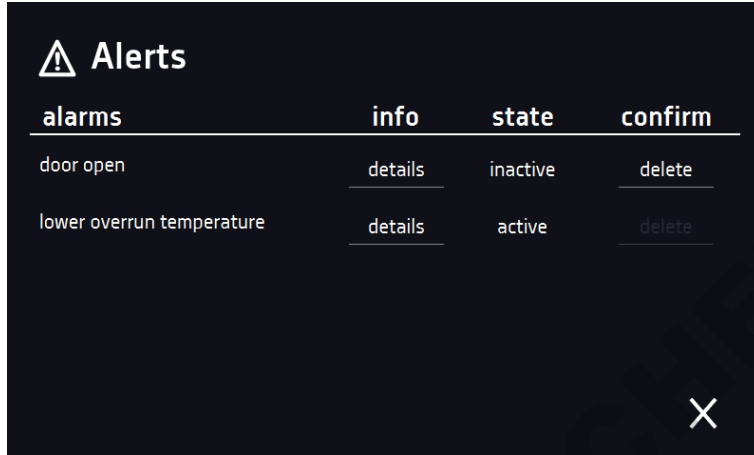 Alerts
alarms info state confirm
door open details inactive delete
lower overrun temperature details active delete